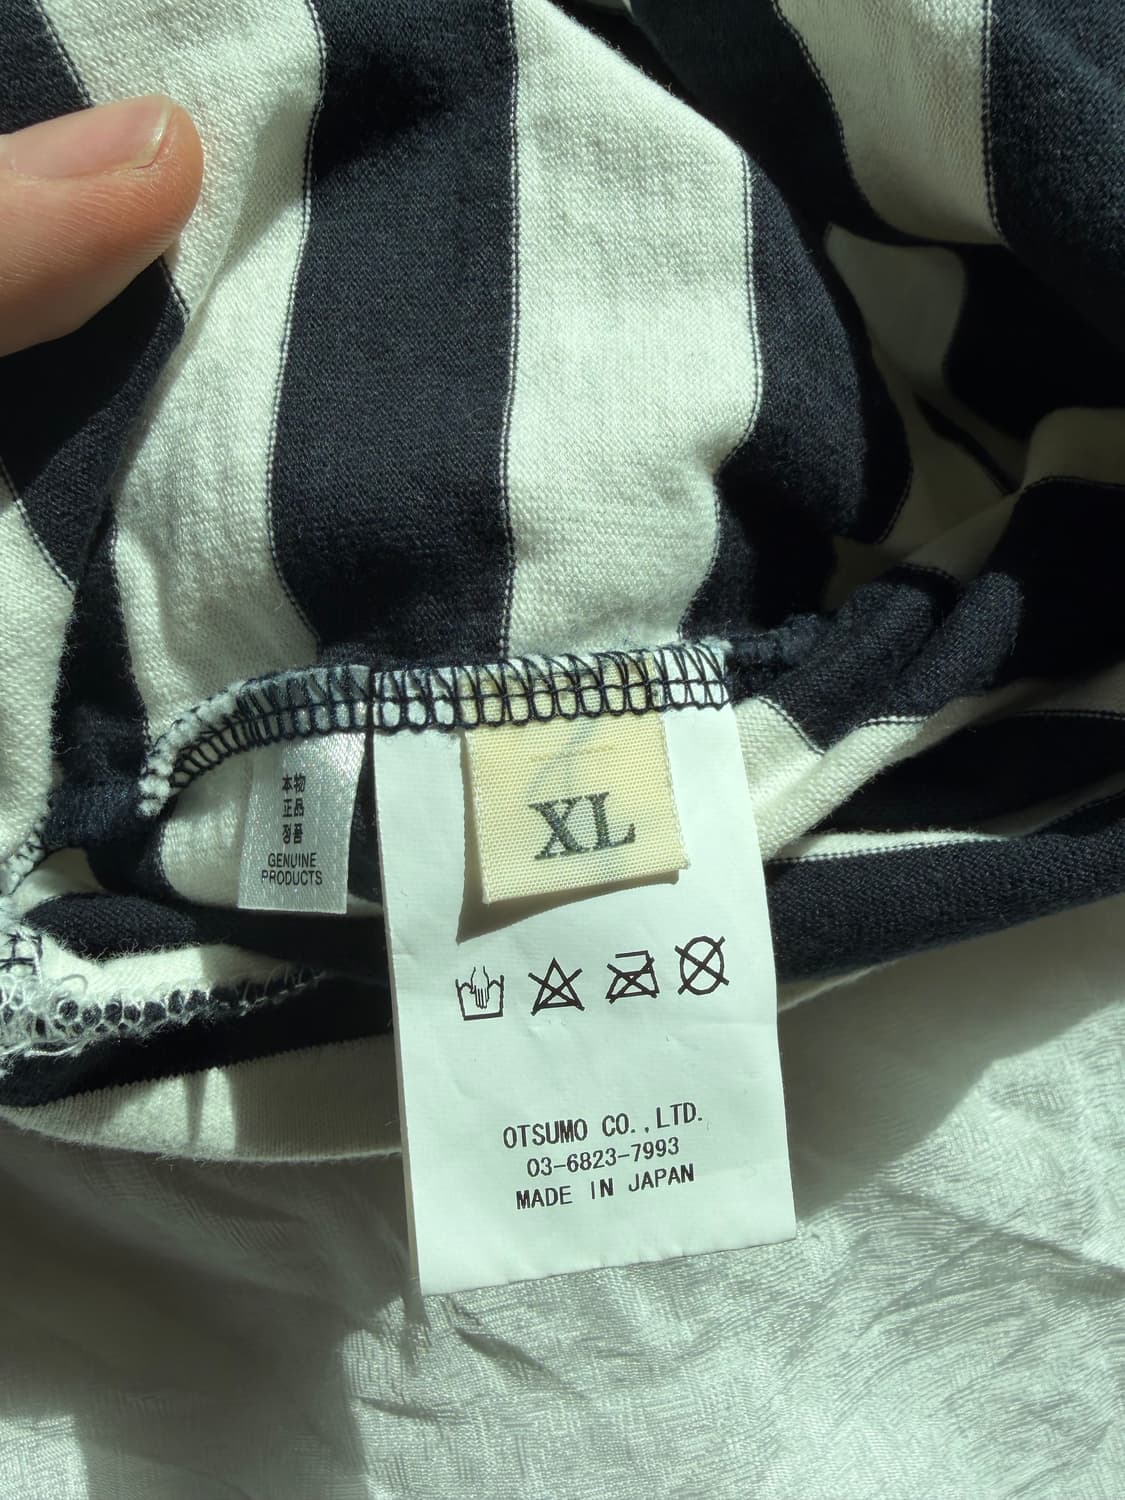 本物
正品
정품
GENUINE
PRODUCTS
XL
OTSUMO CO.,LTD.
03-6823-7993
MADE IN JAPAN